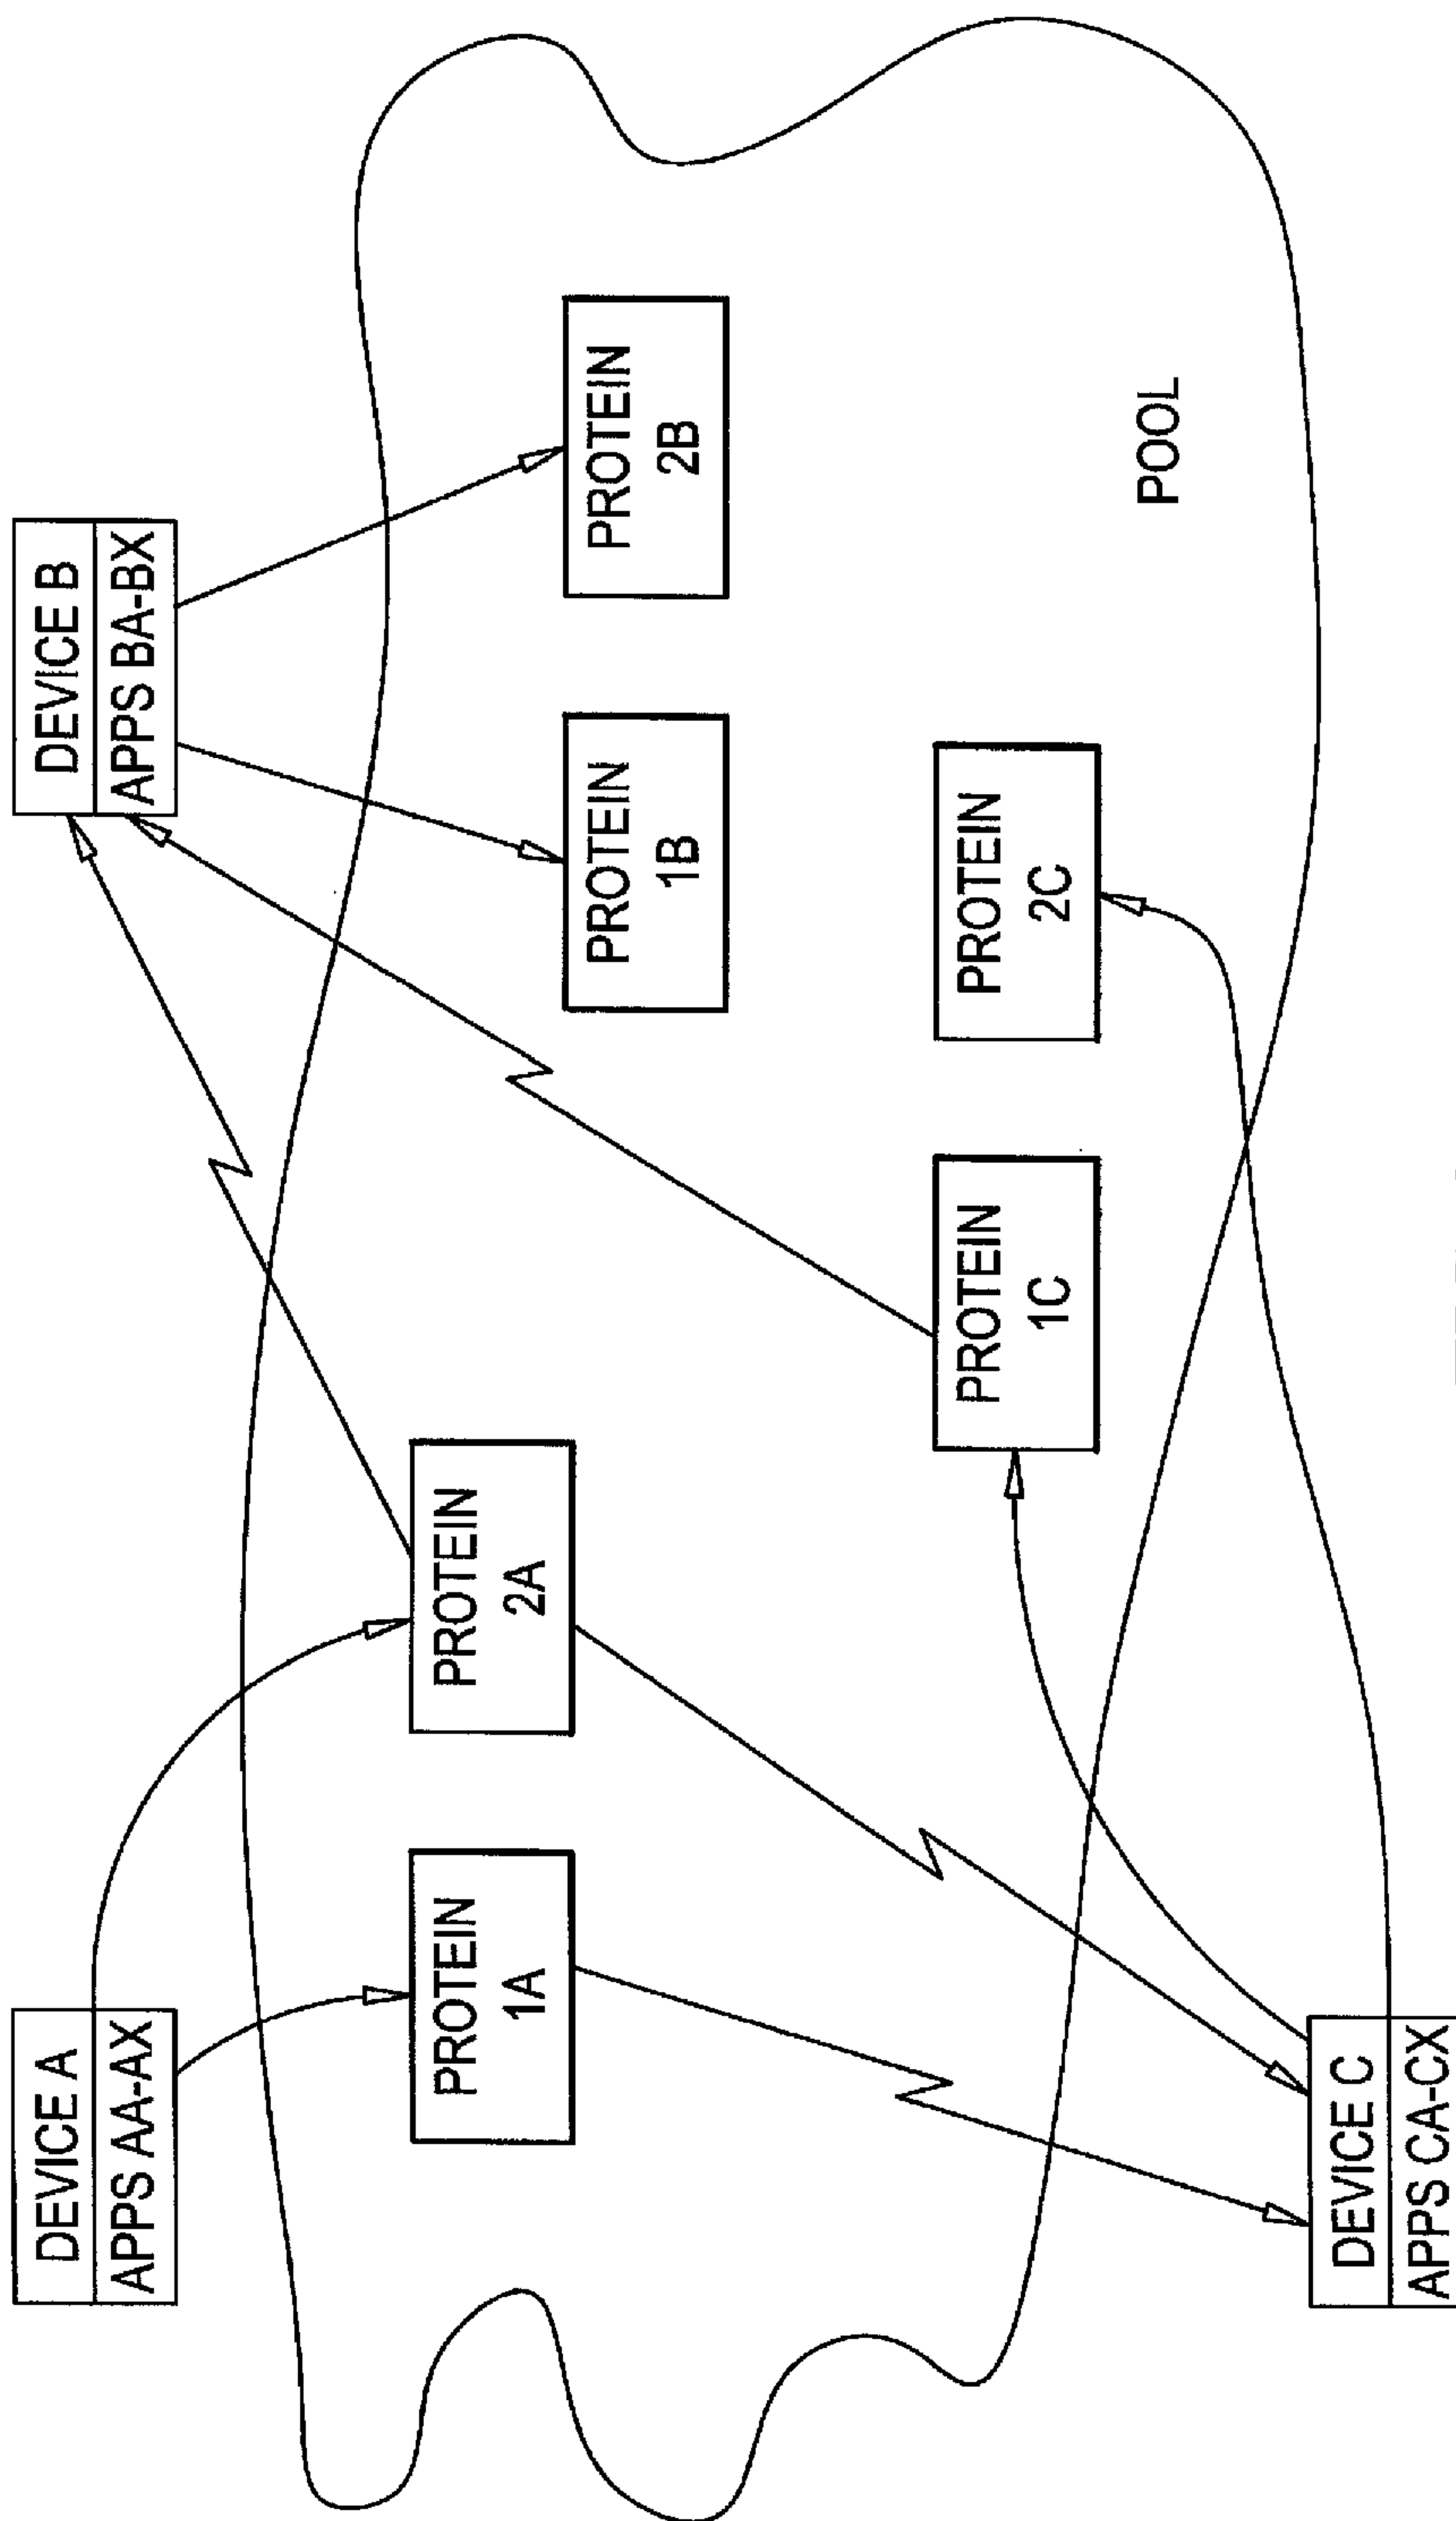 DEVICE A
APPS AA-AX
DEVICE B
APPS BA-BX
PROTEIN
1A
PROTEIN
2A
PROTEIN
1B
PROTEIN
2B
PROTEIN
1C
PROTEIN
2C
POOL
DEVICE C
APPS CA-CX